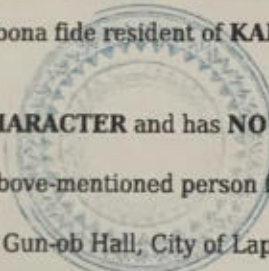 bona fide resident of KA
HARACTER and has NO
bove-mentioned person
Gun-ob Hall, City of Lap